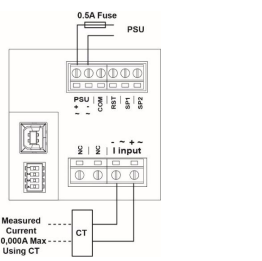 0.5A Fuse
PSU
PSU
+ -
~ ~
COM
RST
SP1
SP2
NC
NC
- ~ + ~
I input
Measured
Current
0,000A Max
Using CT
CT